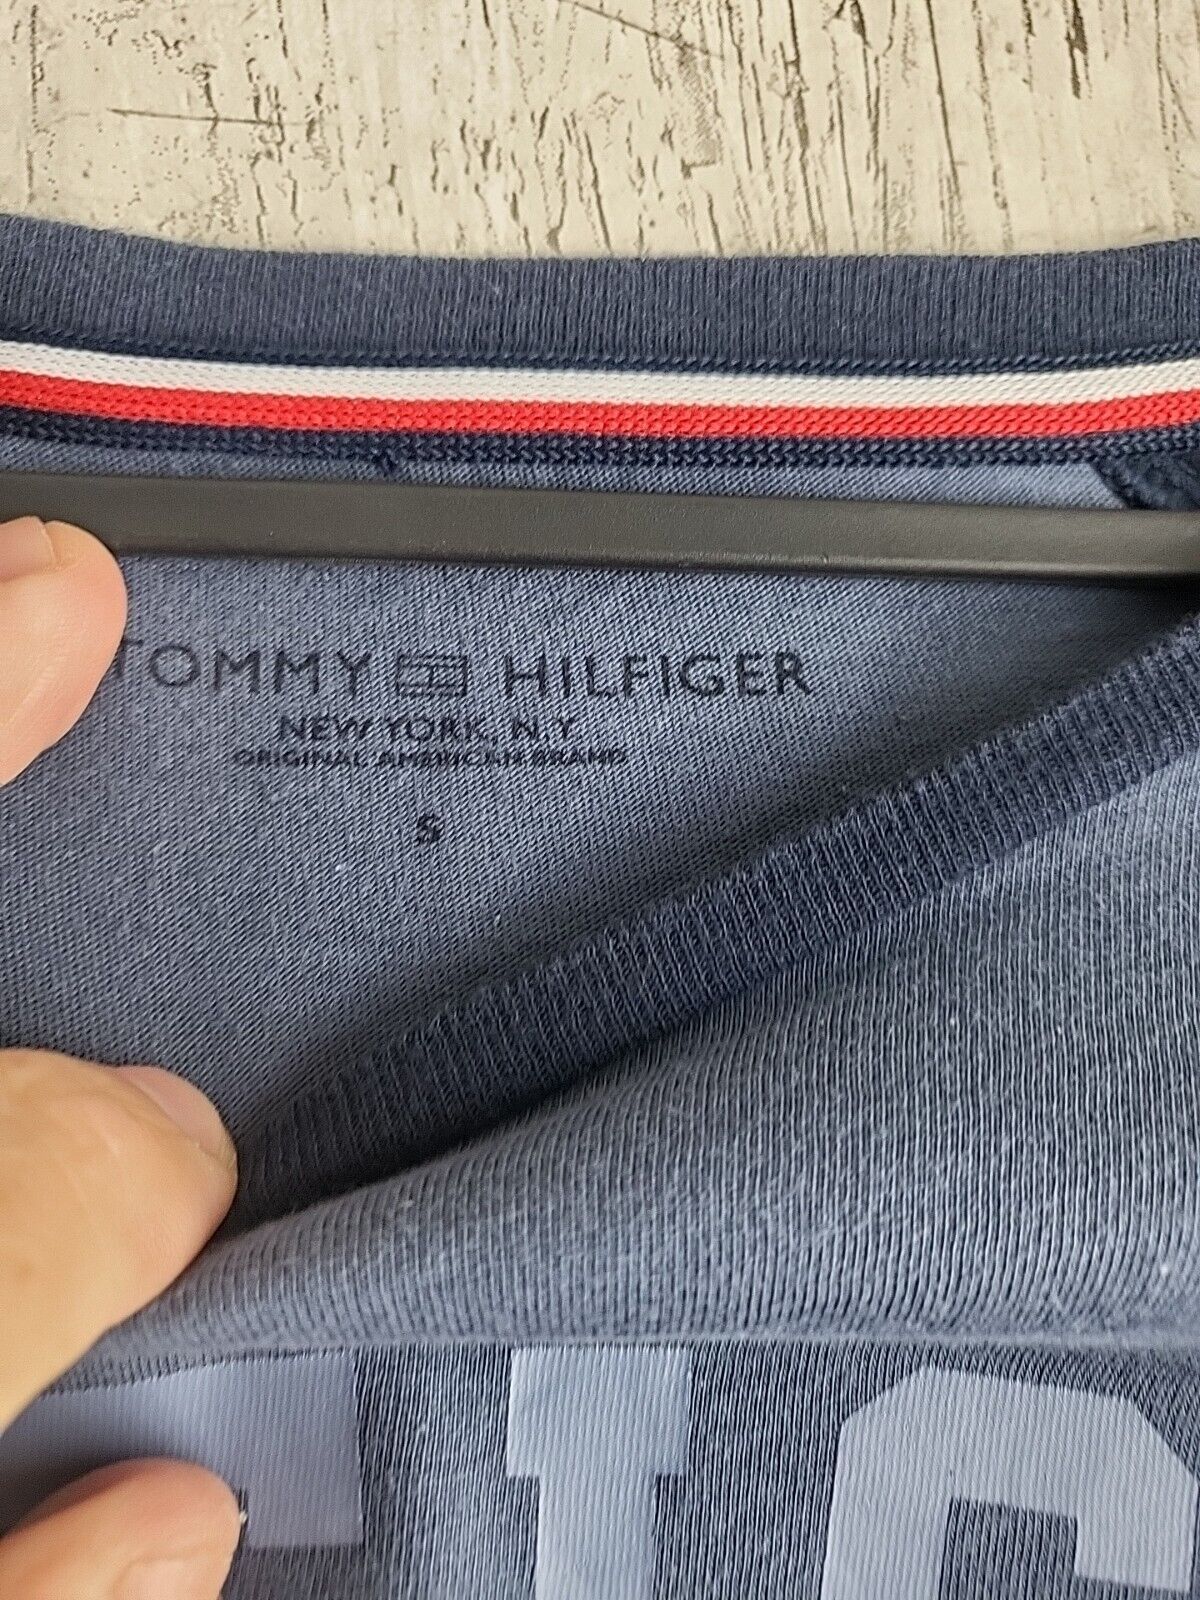 TOMMY HILFIGER
NEW YORK, N.Y.
ORIGINAL AMERICAN BRAND
S